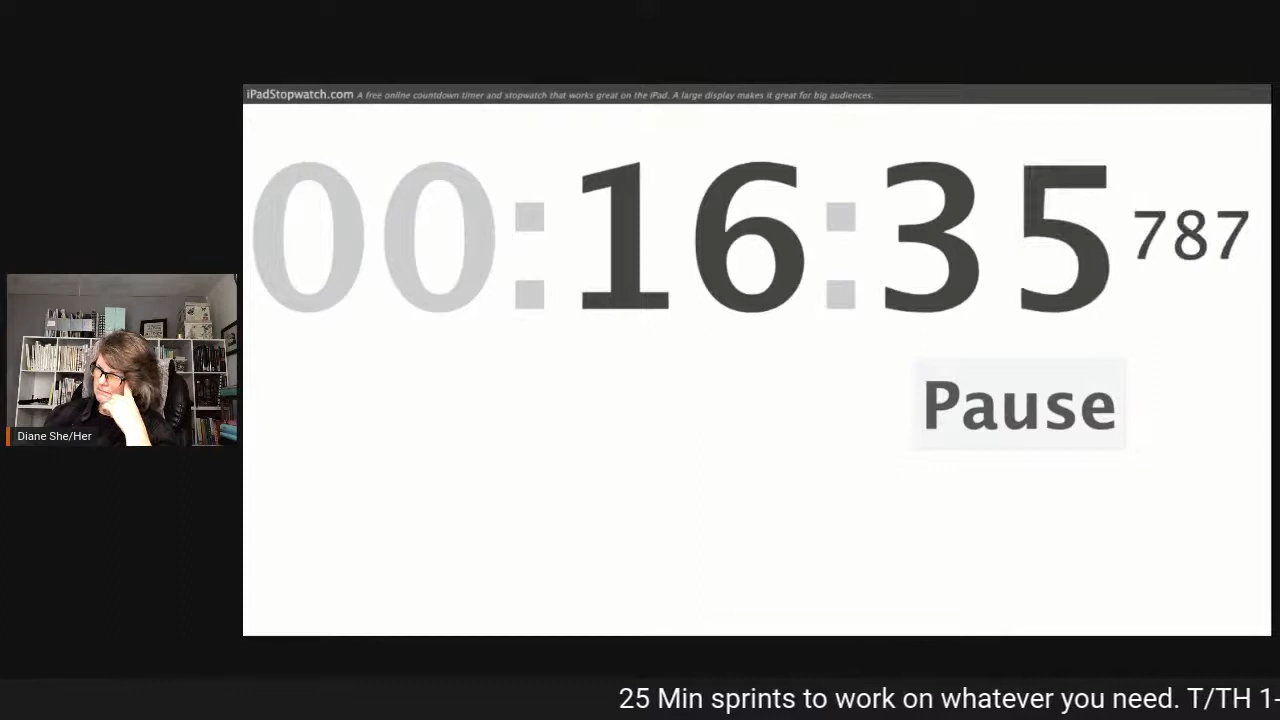 iPadStopwatch.com A free online countdown timer and stopwatch that works great on the iPad. A large display makes it great for big audiences.
00:16:35 787
Pause
Diane She/Her
25 Min sprints to work on whatever you need. T/TH 1-